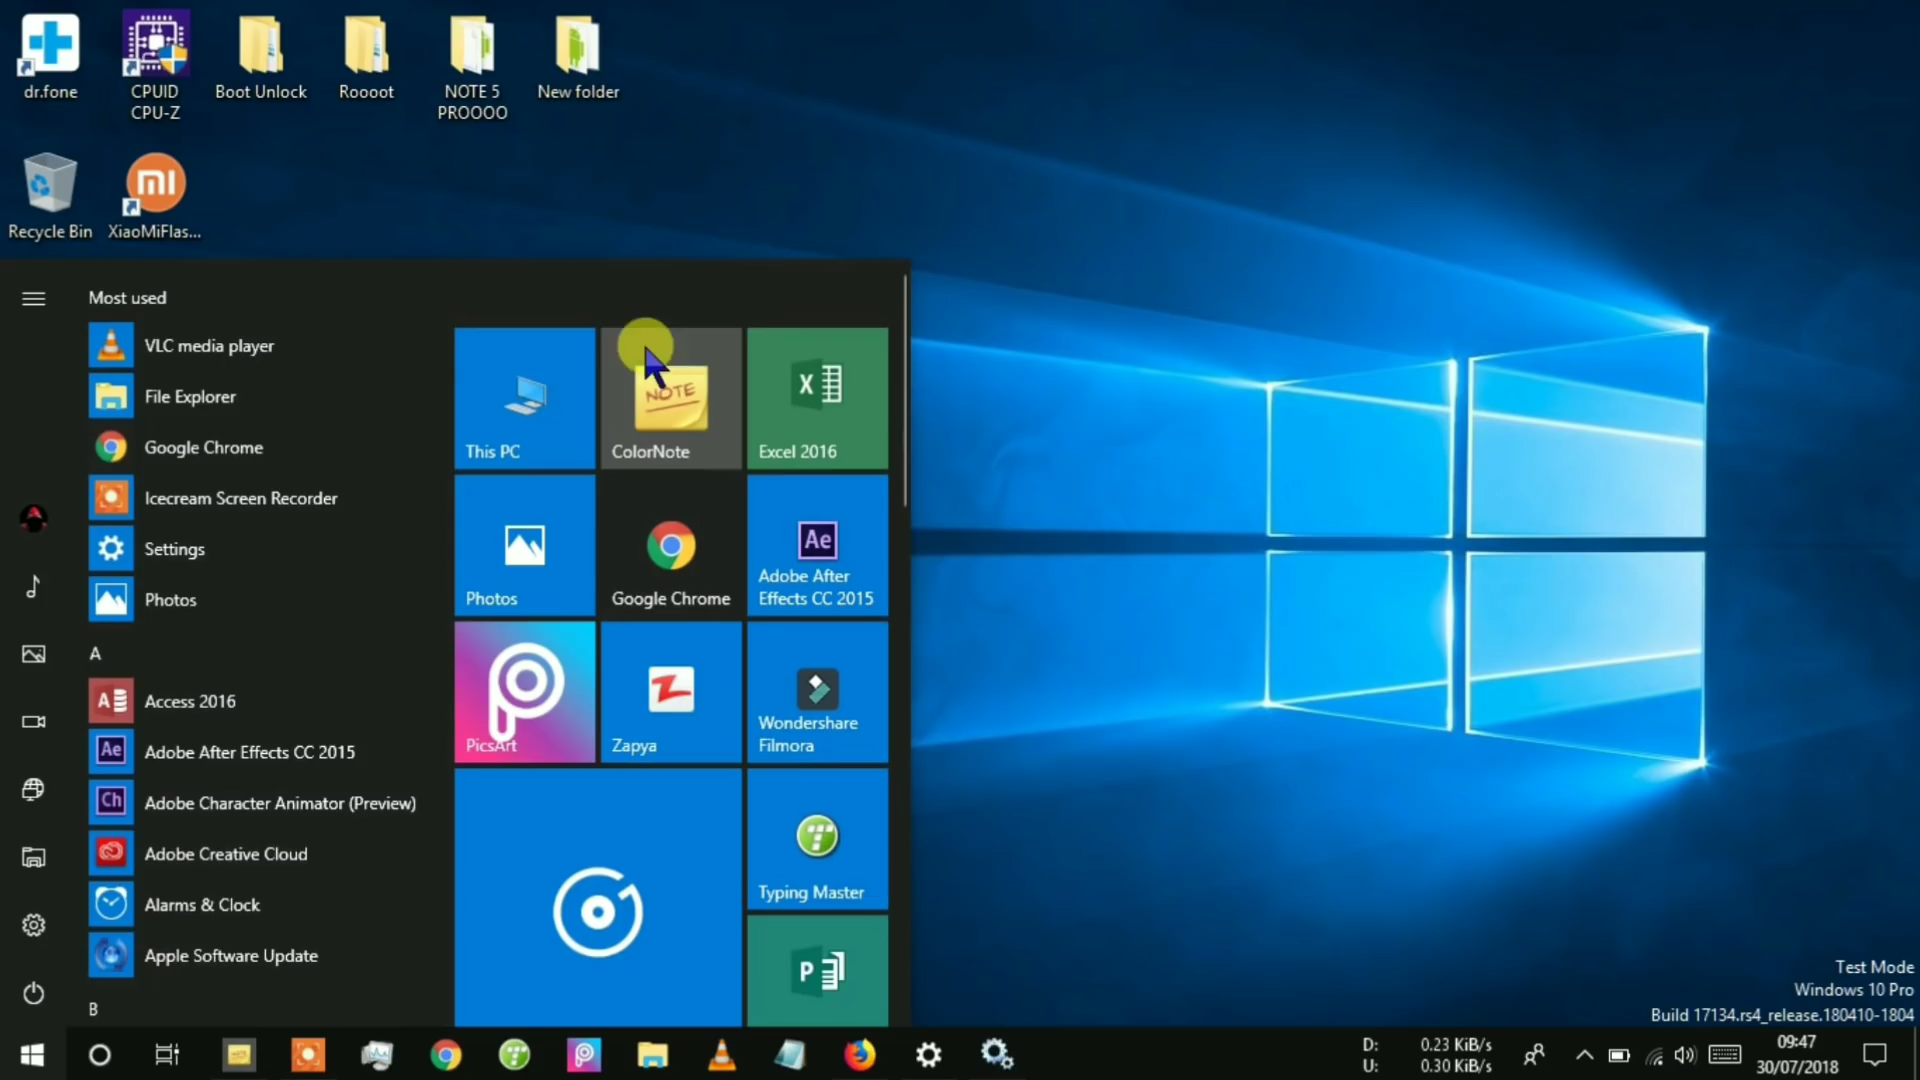 dr.fone
CPUID
CPU-Z
Boot Unlock
Roooot
NOTE 5
PROOOO
New folder
Recycle Bin
XiaoMiFlas...
Most used
VLC media player
File Explorer
Google Chrome
Icecream Screen Recorder
Settings
Photos
A
Access 2016
Adobe After Effects CC 2015
Adobe Character Animator (Preview)
Adobe Creative Cloud
Alarms & Clock
Apple Software Update
B
This PC
NOTE
ColorNote
Excel 2016
Photos
Google Chrome
Ae
Adobe After
Effects CC 2015
PicsArt
Zapya
Wondershare
Filmora
Typing Master
Test Mode
Windows 10 Pro
Build 17134.rs4_release.180410-1804
D: 0.23 KiB/s
U: 0.30 KiB/s
09:47
30/07/2018